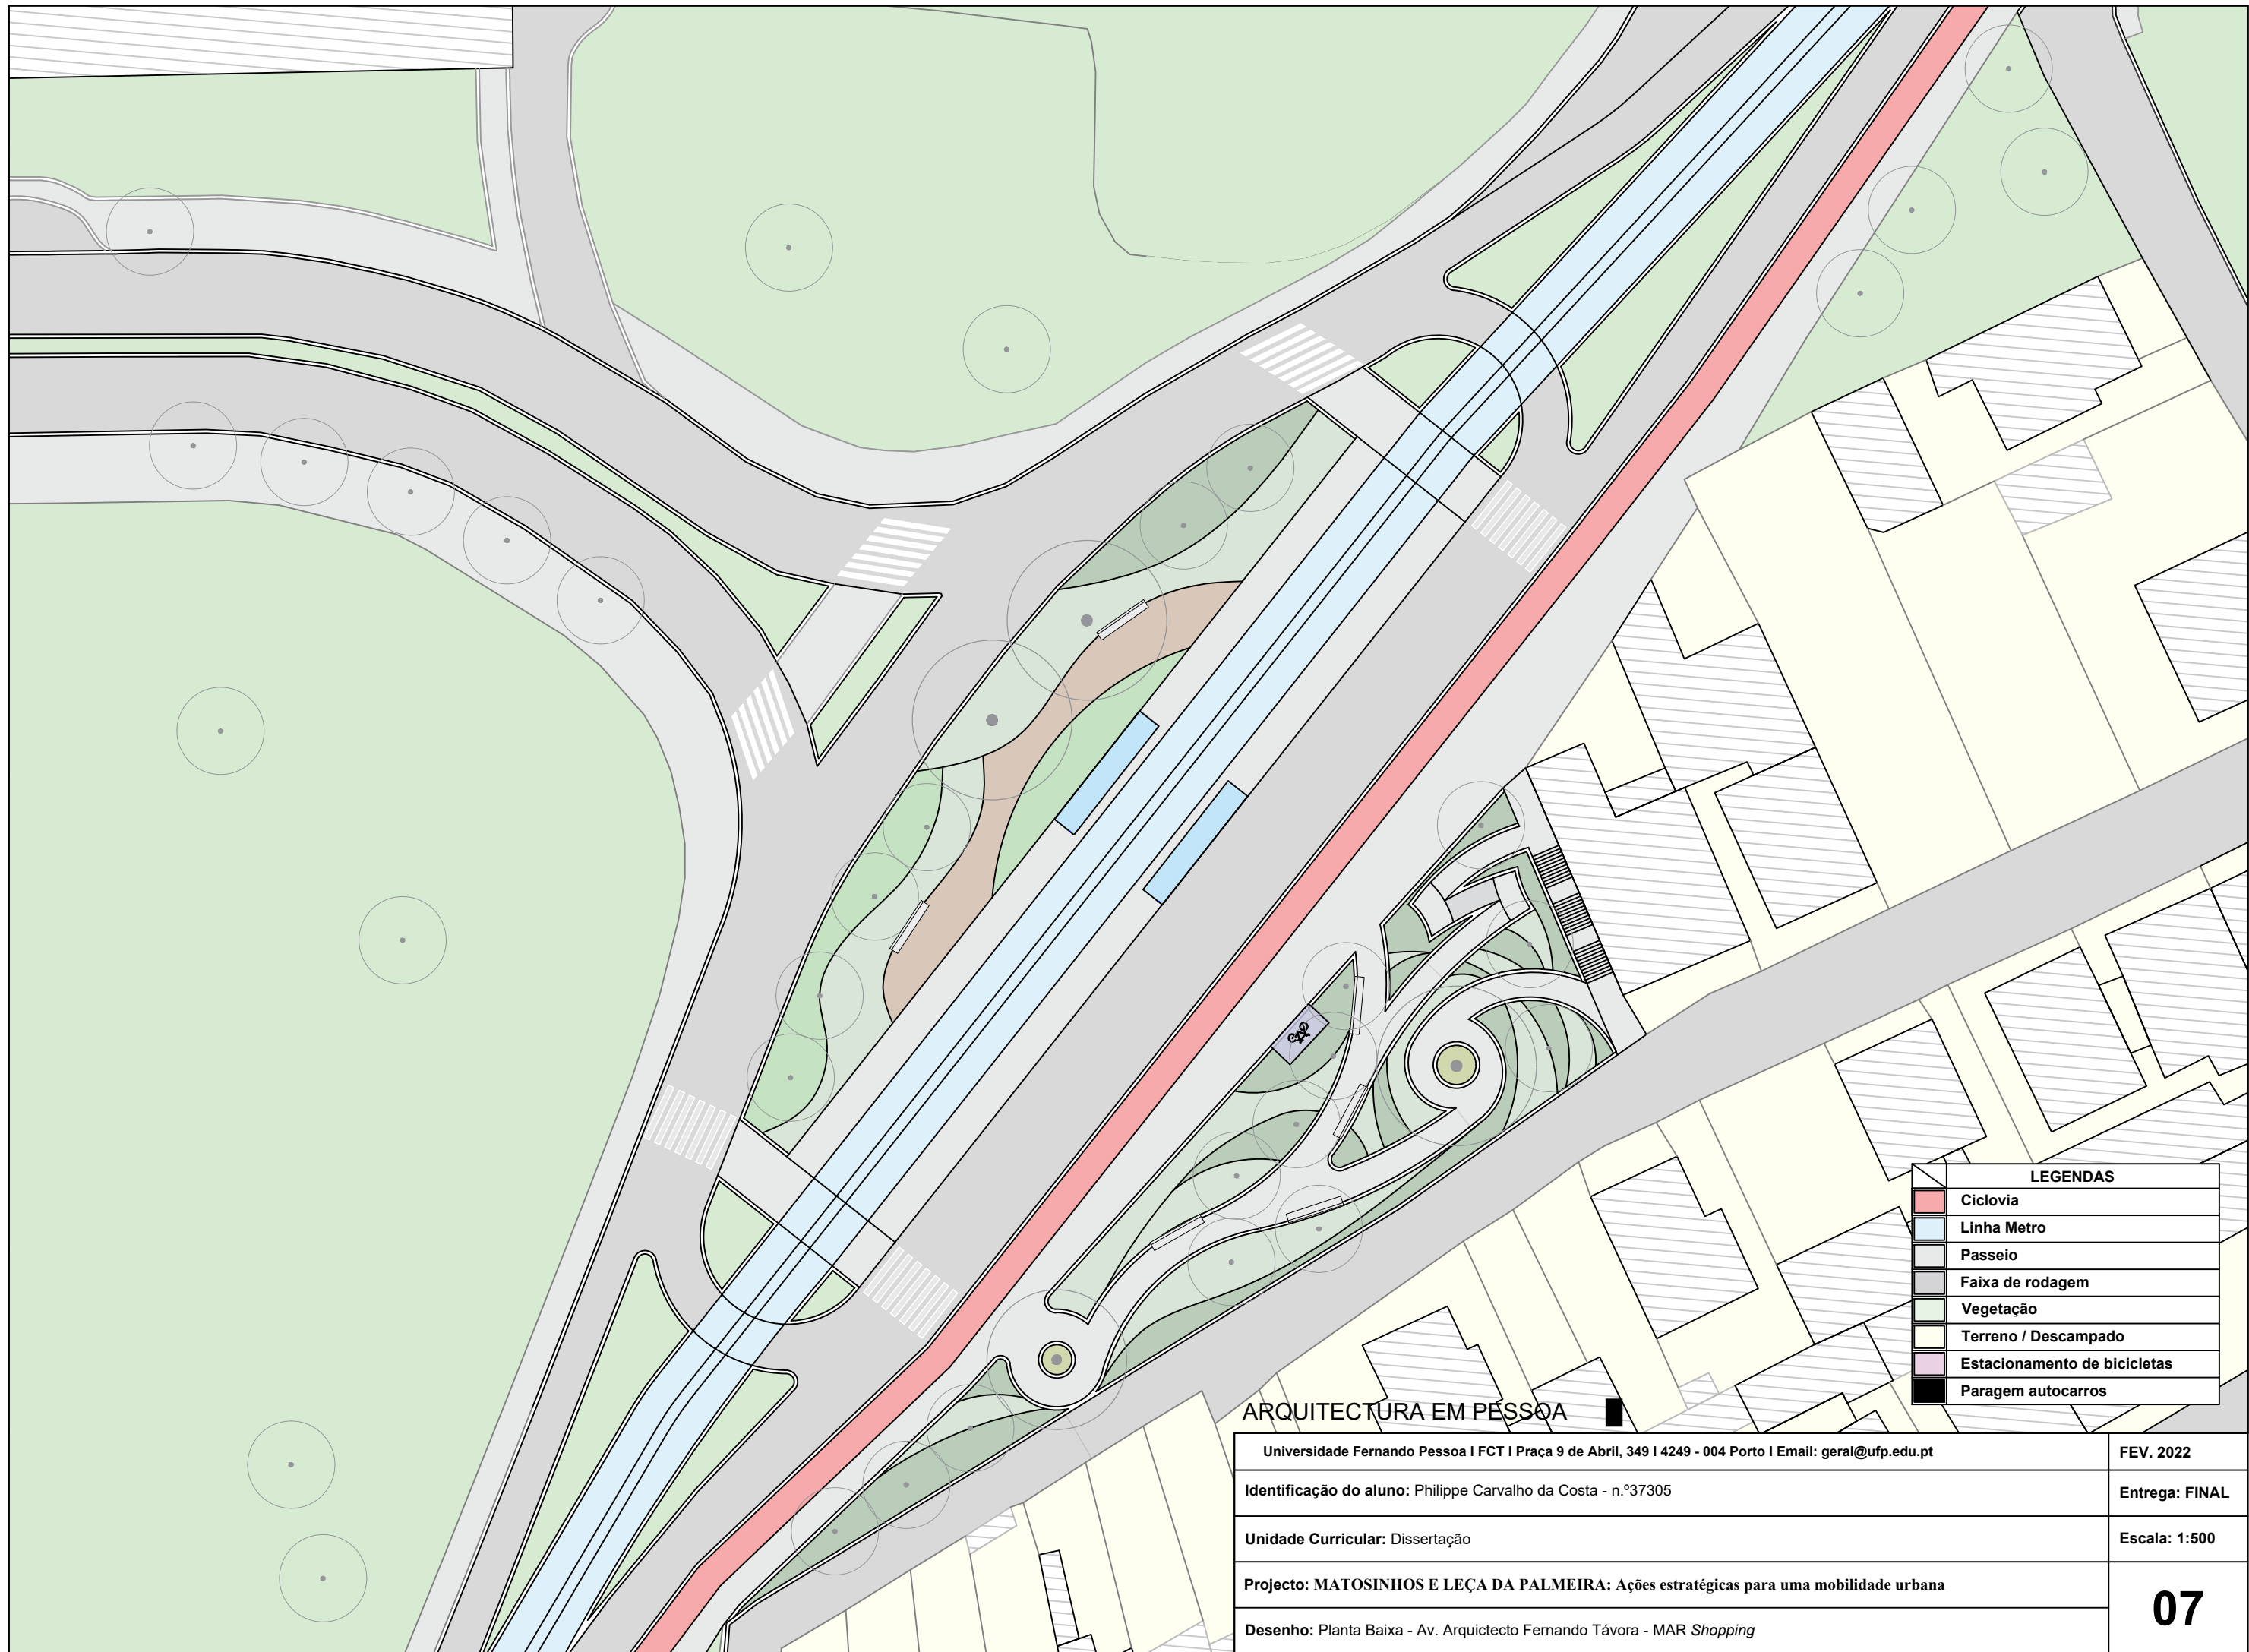 LEGENDAS
Ciclovia
Linha Metro
Passeio
Faixa de rodagem
Vegetação
Terreno / Descampado
Estacionamento de bicicletas
Paragem autocarros
ARQUITECTURA EM PESSOA
Universidade Fernando Pessoa I FCT I Praça 9 de Abril, 349 I 4249 - 004 Porto I Email: geral@ufp.edu.pt
FEV. 2022
Identificação do aluno: Philippe Carvalho da Costa - n.º37305
Entrega: FINAL
Unidade Curricular: Dissertação
Escala: 1:500
Projecto: MATOSINHOS E LEÇA DA PALMEIRA: Ações estratégicas para uma mobilidade urbana
07
Desenho: Planta Baixa - Av. Arquictecto Fernando Távora - MAR Shopping